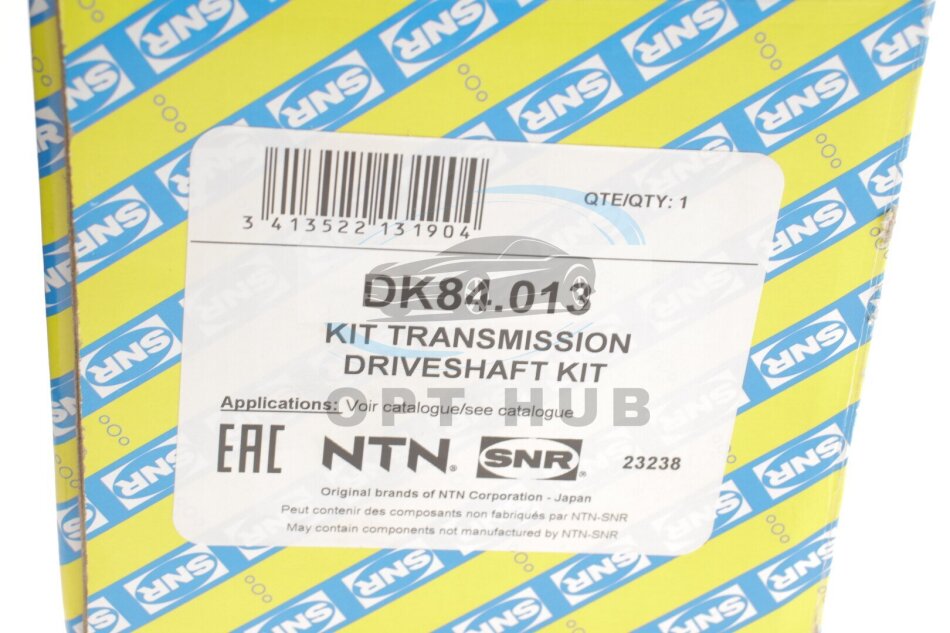 SNR
3 413522 131904
QTE/QTY: 1
DK84.013
KIT TRANSMISSION
DRIVESHAFT KIT
Applications: Voir catalogue/see catalogue
OPT HUB
EAC NTN® SNR® 23238
Original brands of NTN Corporation - Japan
Peut contenir des composants non fabriqués par NTN-SNR
May contain components not manufactured by NTN-SNR